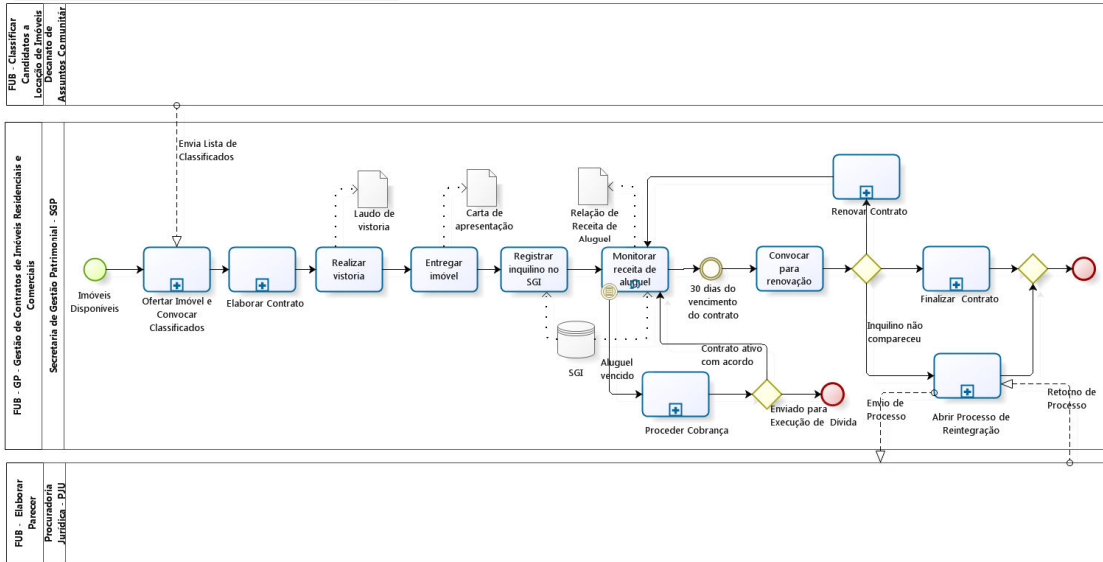 FUB - Classificar
Candidatos a
Locação de Imóveis
Decanato de
Assuntos Comunitár
Envia Lista de
Classificados
FUB - GP - Gestão de Contratos de Imóveis Residenciais e
Comerciais
Secretaria de Gestão Patrimonial - SGP
Imóveis
Disponíveis
Ofertar Imóvel e
Convocar
Classificados
Elaborar Contrato
Realizar
vistoria
Laudo de
vistoria
Entregar
imóvel
Carta de
apresentação
Registrar
inquilino no
SGI
SGI
Monitorar
receita de
aluguel
Relação de
Receita de
Aluguel
Aluguel
vencido
30 dias do
vencimento
do contrato
Convocar
para
renovação
Renovar Contrato
Finalizar Contrato
Inquilino não
compareceu
Contrato ativo
com acordo
Proceder Cobrança
Enviado para
Execução de Dívida
Abrir Processo de
Reintegração
Envio de
Processo
Retorno de
Processo
FUB - Elaborar
Parecer
Procuradoria
Jurídica - PJU